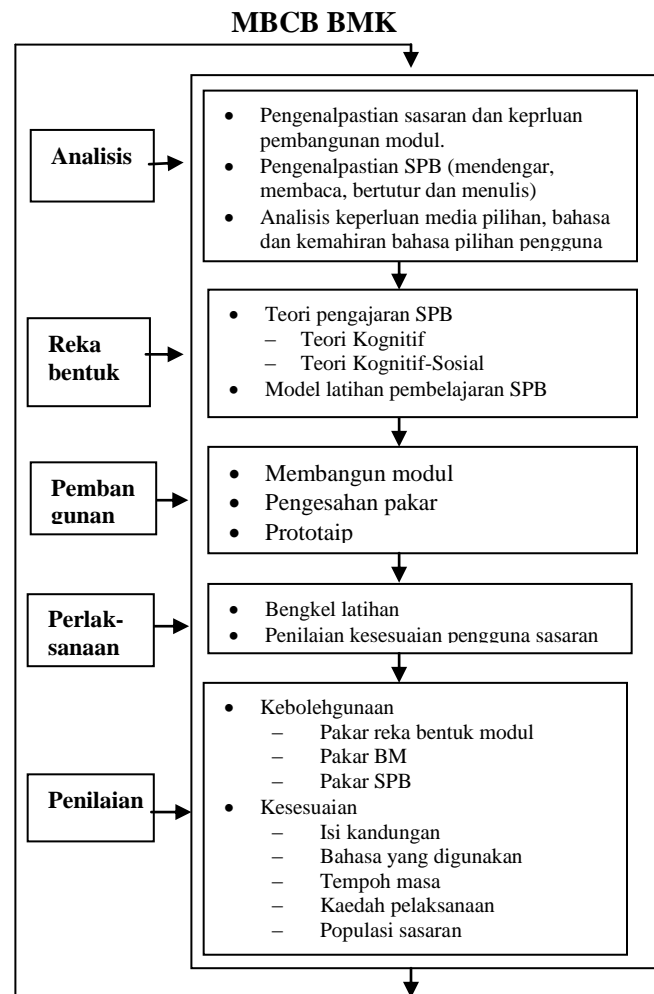 MBCB BMK
Analisis
• Pengenalpastian sasaran dan keprluan
pembangunan modul.
• Pengenalpastian SPB (mendengar,
membaca, bertutur dan menulis)
• Analisis keperluan media pilihan, bahasa
dan kemahiran bahasa pilihan pengguna
Reka
bentuk
• Teori pengajaran SPB
– Teori Kognitif
– Teori Kognitif-Sosial
• Model latihan pembelajaran SPB
Pemban
gunan
• Membangun modul
• Pengesahan pakar
• Prototaip
Perlak-
sanaan
• Bengkel latihan
• Penilaian kesesuaian pengguna sasaran
Penilaian
• Kebolehgunaan
– Pakar reka bentuk modul
– Pakar BM
– Pakar SPB
• Kesesuaian
– Isi kandungan
– Bahasa yang digunakan
– Tempoh masa
– Kaedah pelaksanaan
– Populasi sasaran